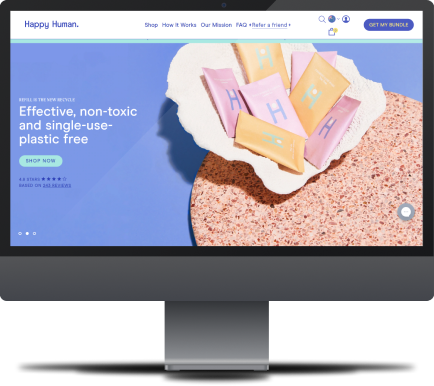 Happy Human.
Shop How It Works Our Mission FAQ •Refer a friend•
GET MY BUNDLE
REFILL IS THE NEW RECYCLE
Effective, non-toxic
and single-use-
plastic free
SHOP NOW
4.6 STARS ★★★★☆
BASED ON 245 REVIEWS
H
H
H
H
H